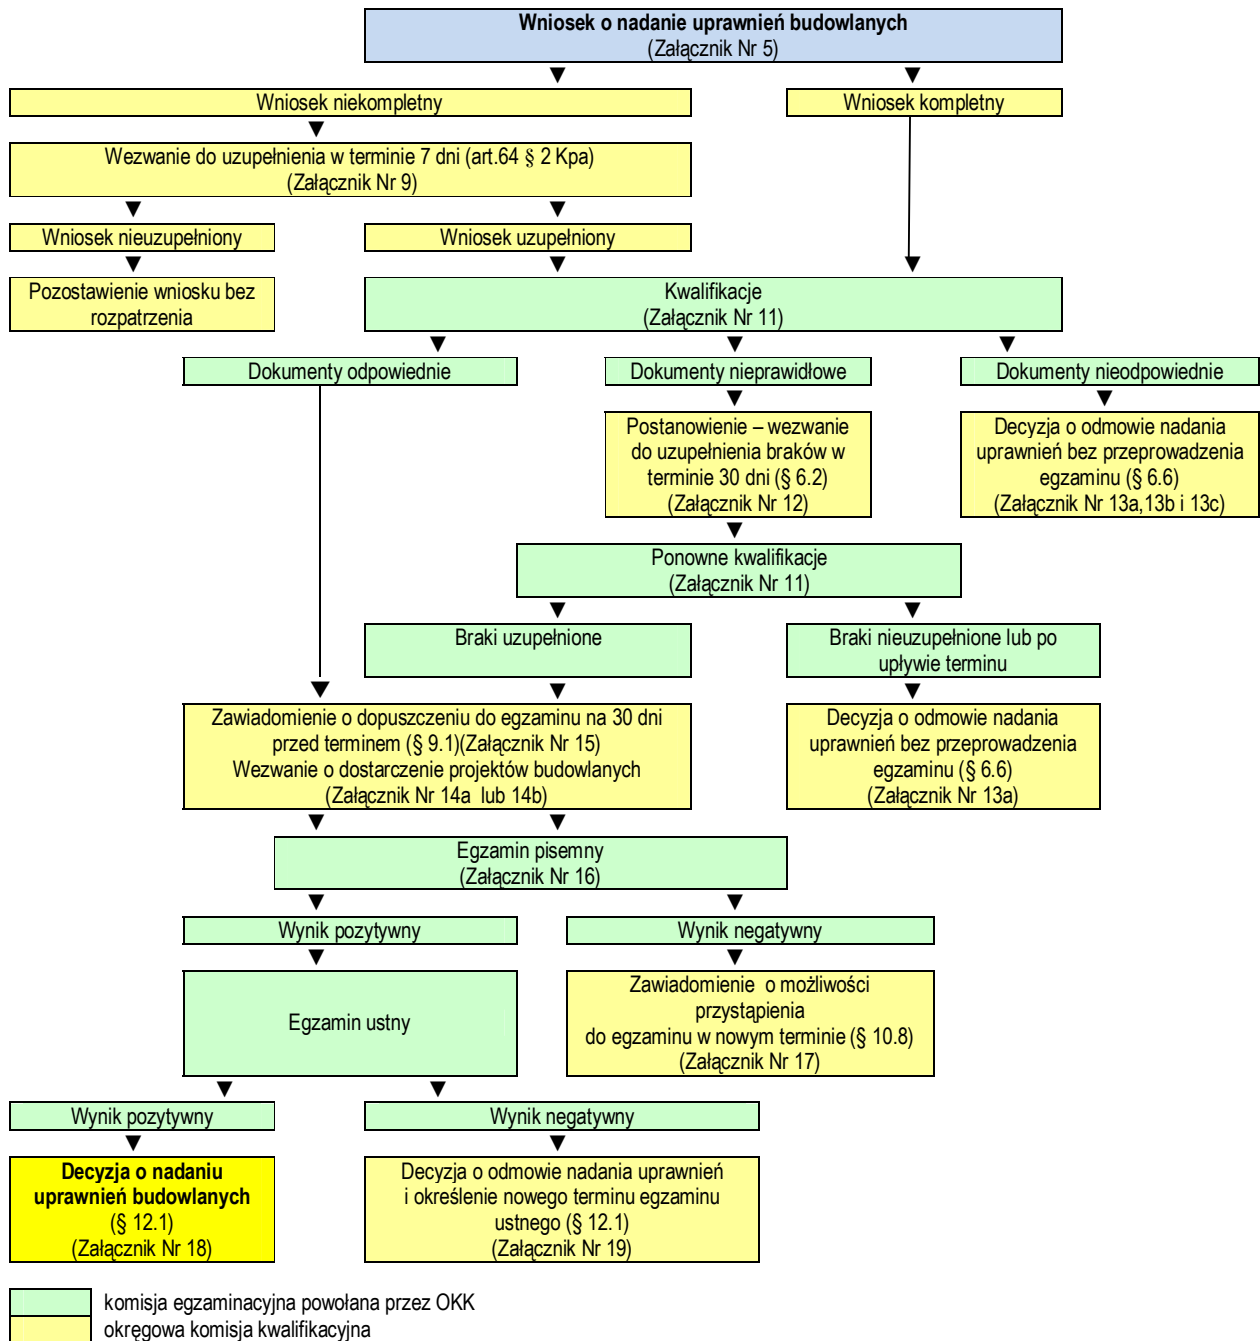 Wniosek o nadanie uprawnień budowlanych
(Załącznik Nr 5)
Wniosek niekompletny
Wniosek kompletny
Wezwanie do uzupełnienia w terminie 7 dni (art.64 § 2 Kpa)
(Załącznik Nr 9)
Wniosek nieuzupełniony
Wniosek uzupełniony
Pozostawienie wniosku bez
rozpatrzenia
Kwalifikacje
(Załącznik Nr 11)
Dokumenty odpowiednie
Dokumenty nieprawidłowe
Dokumenty nieodpowiednie
Postanowienie – wezwanie
do uzupełnienia braków w
terminie 30 dni (§ 6.2)
(Załącznik Nr 12)
Decyzja o odmowie nadania
uprawnień bez przeprowadzenia
egzaminu (§ 6.6)
(Załącznik Nr 13a,13b i 13c)
Ponowne kwalifikacje
(Załącznik Nr 11)
Braki uzupełnione
Braki nieuzupełnione lub po
upływie terminu
Zawiadomienie o dopuszczeniu do egzaminu na 30 dni
przed terminem (§ 9.1)(Załącznik Nr 15)
Wezwanie o dostarczenie projektów budowlanych
(Załącznik Nr 14a lub 14b)
Decyzja o odmowie nadania
uprawnień bez przeprowadzenia
egzaminu (§ 6.6)
(Załącznik Nr 13a)
Egzamin pisemny
(Załącznik Nr 16)
Wynik pozytywny
Wynik negatywny
Egzamin ustny
Zawiadomienie o możliwości
przystąpienia
do egzaminu w nowym terminie (§ 10.8)
(Załącznik Nr 17)
Wynik pozytywny
Wynik negatywny
Decyzja o nadaniu
uprawnień budowlanych
(§ 12.1)
(Załącznik Nr 18)
Decyzja o odmowie nadania uprawnień
i określenie nowego terminu egzaminu
ustnego (§ 12.1)
(Załącznik Nr 19)
komisja egzaminacyjna powołana przez OKK
okręgowa komisja kwalifikacyjna